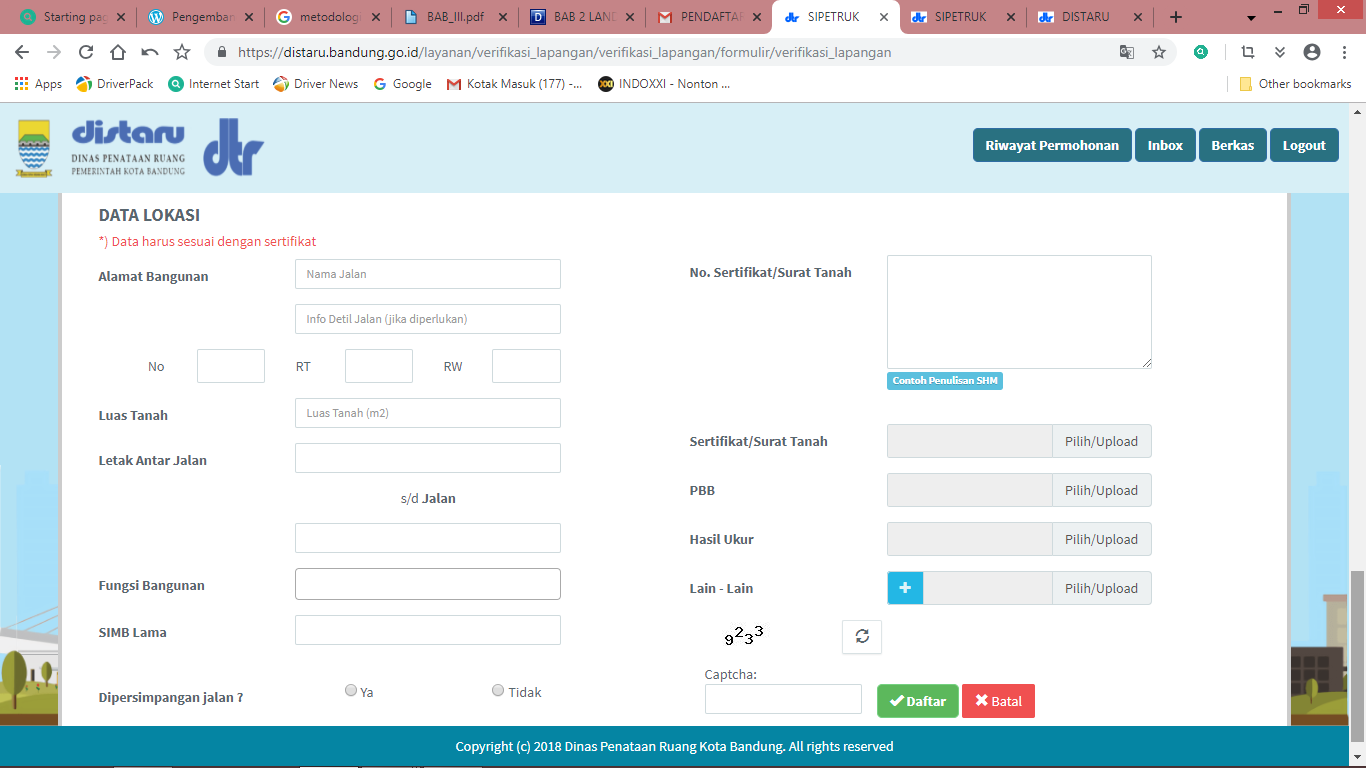 Starting pag
Pengemban
metodologi
BAB_III.pdf
BAB 2 LAND
PENDAFTAR
SIPETRUK
SIPETRUK
DISTARU
https://distaru.bandung.go.id/layanan/verifikasi_lapangan/verifikasi_lapangan/formulir/verifikasi_lapangan
Apps
DriverPack
Internet Start
Driver News
Google
Kotak Masuk (177) -...
INDOXXI - Nonton ...
Other bookmarks
distaru
DINAS PENATAAN RUANG
PEMERINTAH KOTA BANDUNG
dtr
Riwayat Permohonan
Inbox
Berkas
Logout
DATA LOKASI
*) Data harus sesuai dengan sertifikat
Alamat Bangunan
Nama Jalan
Info Detil Jalan (jika diperlukan)
No
RT
RW
Luas Tanah
Luas Tanah (m2)
Letak Antar Jalan
s/d Jalan
Fungsi Bangunan
SIMB Lama
Dipersimpangan jalan ?
Ya
Tidak
No. Sertifikat/Surat Tanah
Contoh Penulisan SHM
Sertifikat/Surat Tanah
Pilih/Upload
PBB
Pilih/Upload
Hasil Ukur
Pilih/Upload
Lain - Lain
Pilih/Upload
9233
Captcha:
Daftar
Batal
Copyright (c) 2018 Dinas Penataan Ruang Kota Bandung. All rights reserved